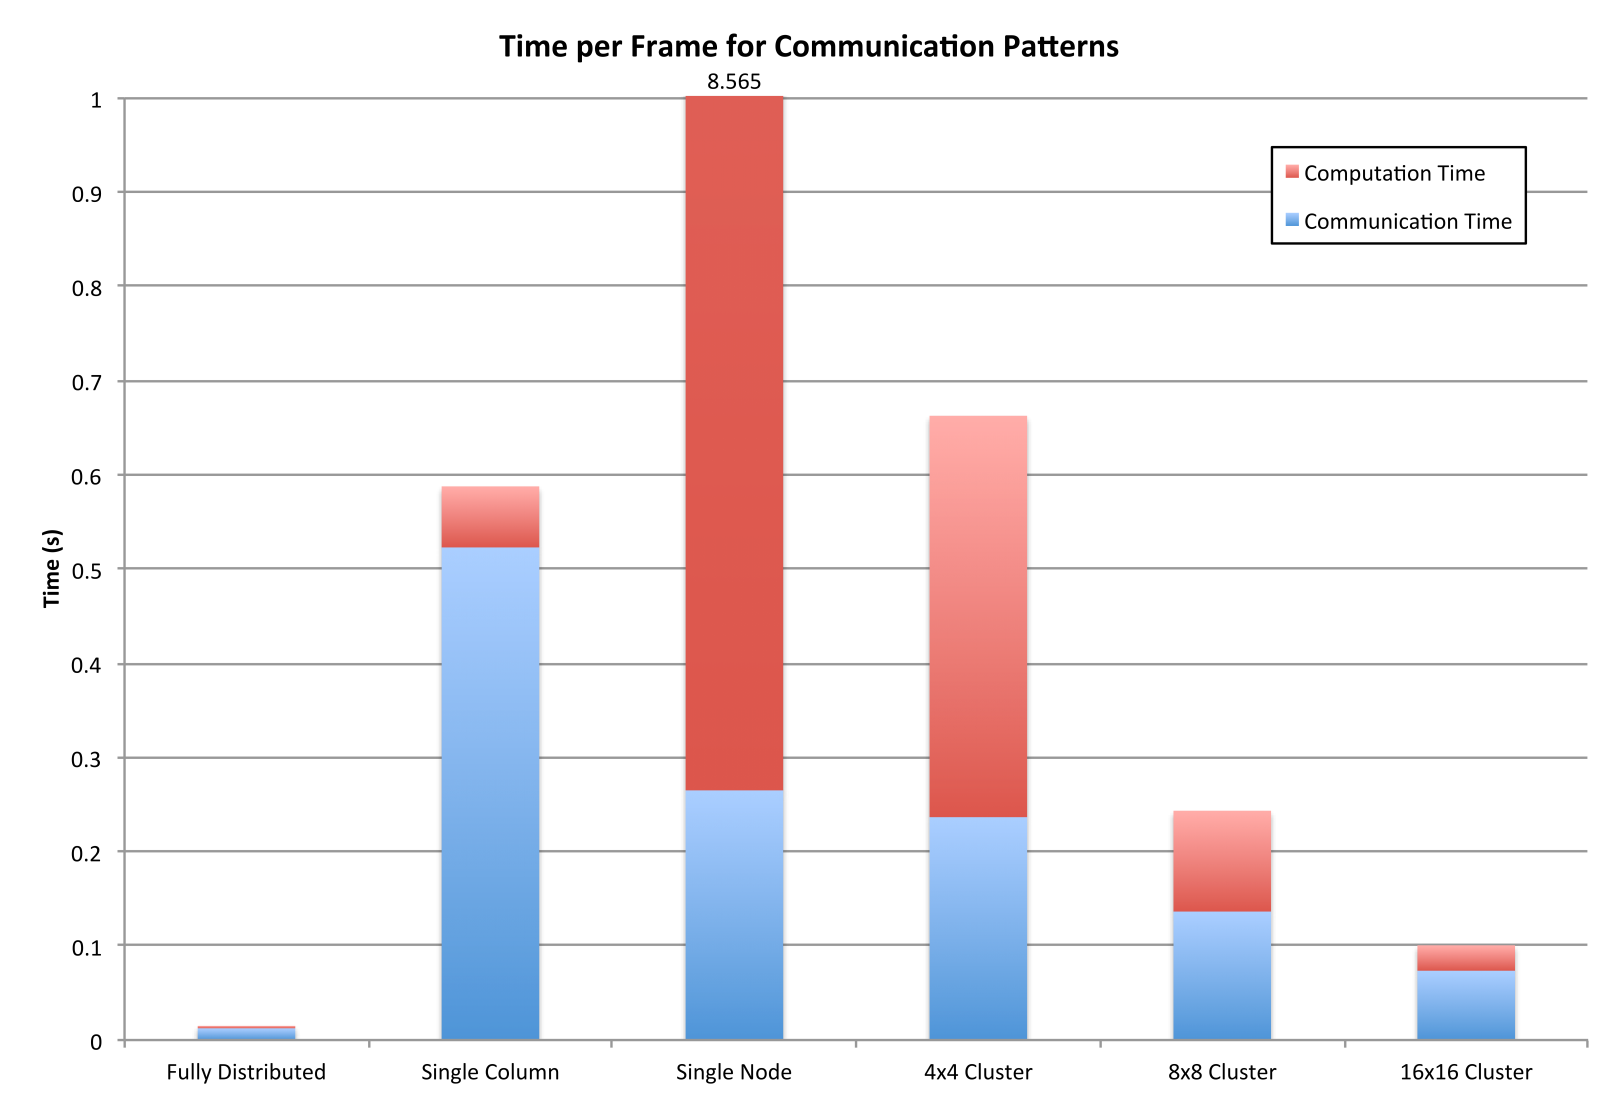 Time per Frame for Communication Patterns
8.565
1
0.9
0.8
0.7
0.6
0.5
0.4
0.3
0.2
0.1
0
Time (s)
Computation Time
Communication Time
Fully Distributed
Single Column
Single Node
4x4 Cluster
8x8 Cluster
16x16 Cluster